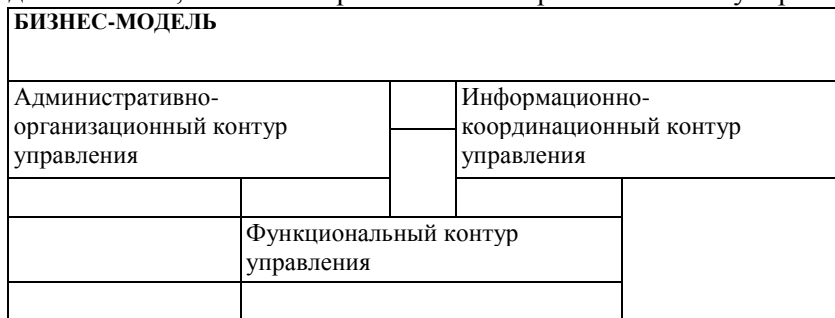 БИЗНЕС-МОДЕЛЬ
Административно-
организационный контур
управления
Информационно-
координационный контур
управления
Функциональный контур
управления